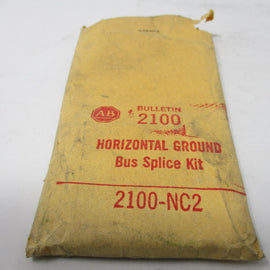 AB
BULLETIN
2100
HORIZONTAL GROUND
Bus Splice Kit
2100-NC2